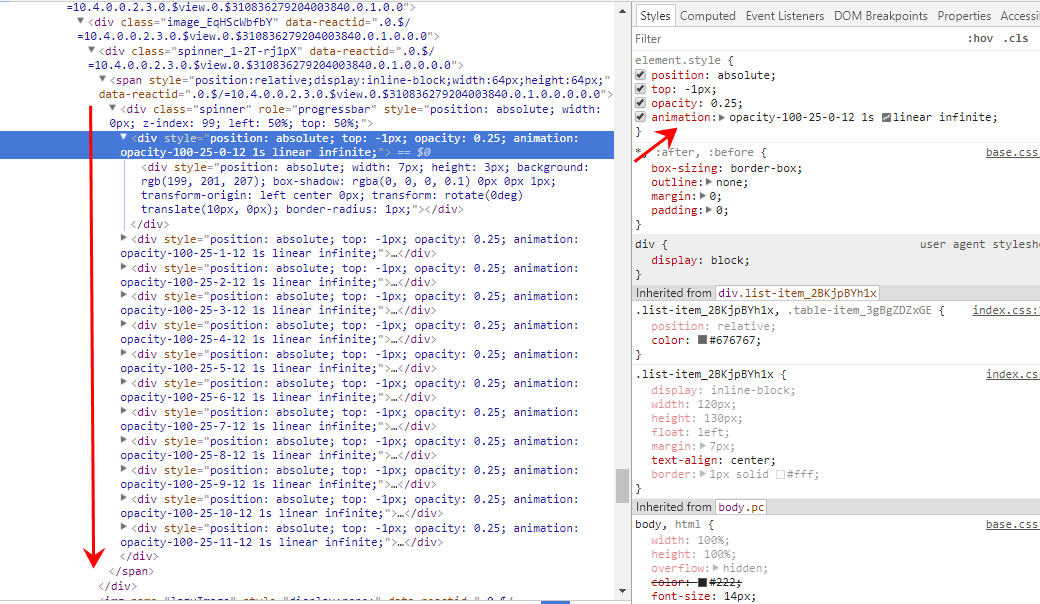 =10.4.0.0.2.3.0.$view.0.$310836279204003840.0.1.0.0">
▼<div class="image_EqHScWbfbY" data-reactid=".0.$/
=10.4.0.0.2.3.0.$view.0.$310836279204003840.0.1.0.0.0">
▼<div class="spinner_1-2T-rj1pX" data-reactid=".0.$/
=10.4.0.0.2.3.0.$view.0.$310836279204003840.0.1.0.0.0.0">
▼<span style="position:relative;display:inline-block;width:64px;height:64px;"
data-reactid=".0.$/=10.4.0.0.2.3.0.$view.0.$310836279204003840.0.1.0.0.0.0.0">
▼<div class="spinner" role="progressbar" style="position: absolute; width:
0px; z-index: 99; left: 50%; top: 50%;">
▼<div style="position: absolute; top: -1px; opacity: 0.25; animation:
opacity-100-25-0-12 1s linear infinite;"> == $0
<div style="position: absolute; width: 7px; height: 3px; background:
rgb(199, 201, 207); box-shadow: rgba(0, 0, 0, 0.1) 0px 0px 1px;
transform-origin: left center 0px; transform: rotate(0deg)
translate(10px, 0px); border-radius: 1px;"></div>
</div>
▶<div style="position: absolute; top: -1px; opacity: 0.25; animation:
opacity-100-25-1-12 1s linear infinite;">…</div>
▶<div style="position: absolute; top: -1px; opacity: 0.25; animation:
opacity-100-25-2-12 1s linear infinite;">…</div>
▶<div style="position: absolute; top: -1px; opacity: 0.25; animation:
opacity-100-25-3-12 1s linear infinite;">…</div>
▶<div style="position: absolute; top: -1px; opacity: 0.25; animation:
opacity-100-25-4-12 1s linear infinite;">…</div>
▶<div style="position: absolute; top: -1px; opacity: 0.25; animation:
opacity-100-25-5-12 1s linear infinite;">…</div>
▶<div style="position: absolute; top: -1px; opacity: 0.25; animation:
opacity-100-25-6-12 1s linear infinite;">…</div>
▶<div style="position: absolute; top: -1px; opacity: 0.25; animation:
opacity-100-25-7-12 1s linear infinite;">…</div>
▶<div style="position: absolute; top: -1px; opacity: 0.25; animation:
opacity-100-25-8-12 1s linear infinite;">…</div>
▶<div style="position: absolute; top: -1px; opacity: 0.25; animation:
opacity-100-25-9-12 1s linear infinite;">…</div>
▶<div style="position: absolute; top: -1px; opacity: 0.25; animation:
opacity-100-25-10-12 1s linear infinite;">…</div>
▶<div style="position: absolute; top: -1px; opacity: 0.25; animation:
opacity-100-25-11-12 1s linear infinite;">…</div>
</div>
</span>
</div>
Styles Computed Event Listeners DOM Breakpoints Properties Accessi
Filter :hov .cls
element.style {
position: absolute;
top: -1px;
opacity: 0.25;
animation:▶ opacity-100-25-0-12 1s linear infinite;
}
*, :after, :before { base.css
box-sizing: border-box;
outline:▶ none;
margin:▶ 0;
padding:▶ 0;
}
div { user agent stylesh
display: block;
}
Inherited from div.list-item_2BKjpBYh1x
.list-item_2BKjpBYh1x, .table-item_3gBgZDZxGE { index.css:
position: relative;
color: #676767;
}
.list-item_2BKjpBYh1x { index.css
display: inline-block;
width: 120px;
height: 130px;
float: left;
margin:▶ 7px;
text-align: center;
border:▶ 1px solid #fff;
}
Inherited from body.pc
body, html { base.css
width: 100%;
height: 100%;
overflow:▶ hidden;
color: #222;
font-size: 14px;